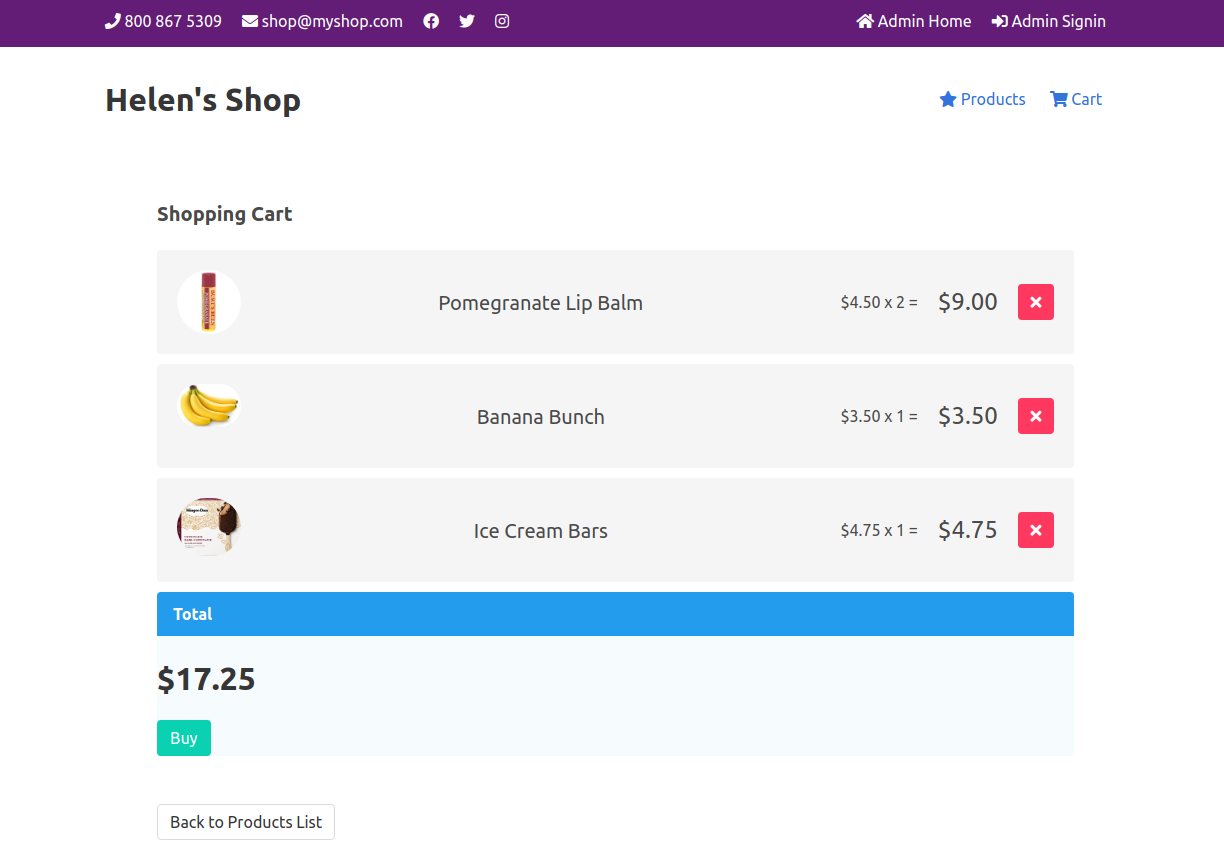 800 867 5309 shop@myshop.com Admin Home Admin Signin
Helen's Shop Products Cart
Shopping Cart
Pomegranate Lip Balm $4.50 x 2 = $9.00
Banana Bunch $3.50 x 1 = $3.50
Ice Cream Bars $4.75 x 1 = $4.75
Total
$17.25
Buy
Back to Products List